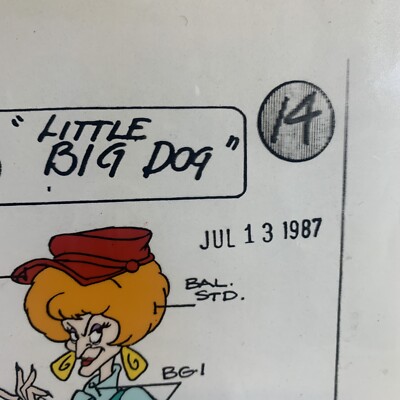 "LITTLE
BIG DOG"
14
JUL 13 1987
BAL.
STD.
BG1